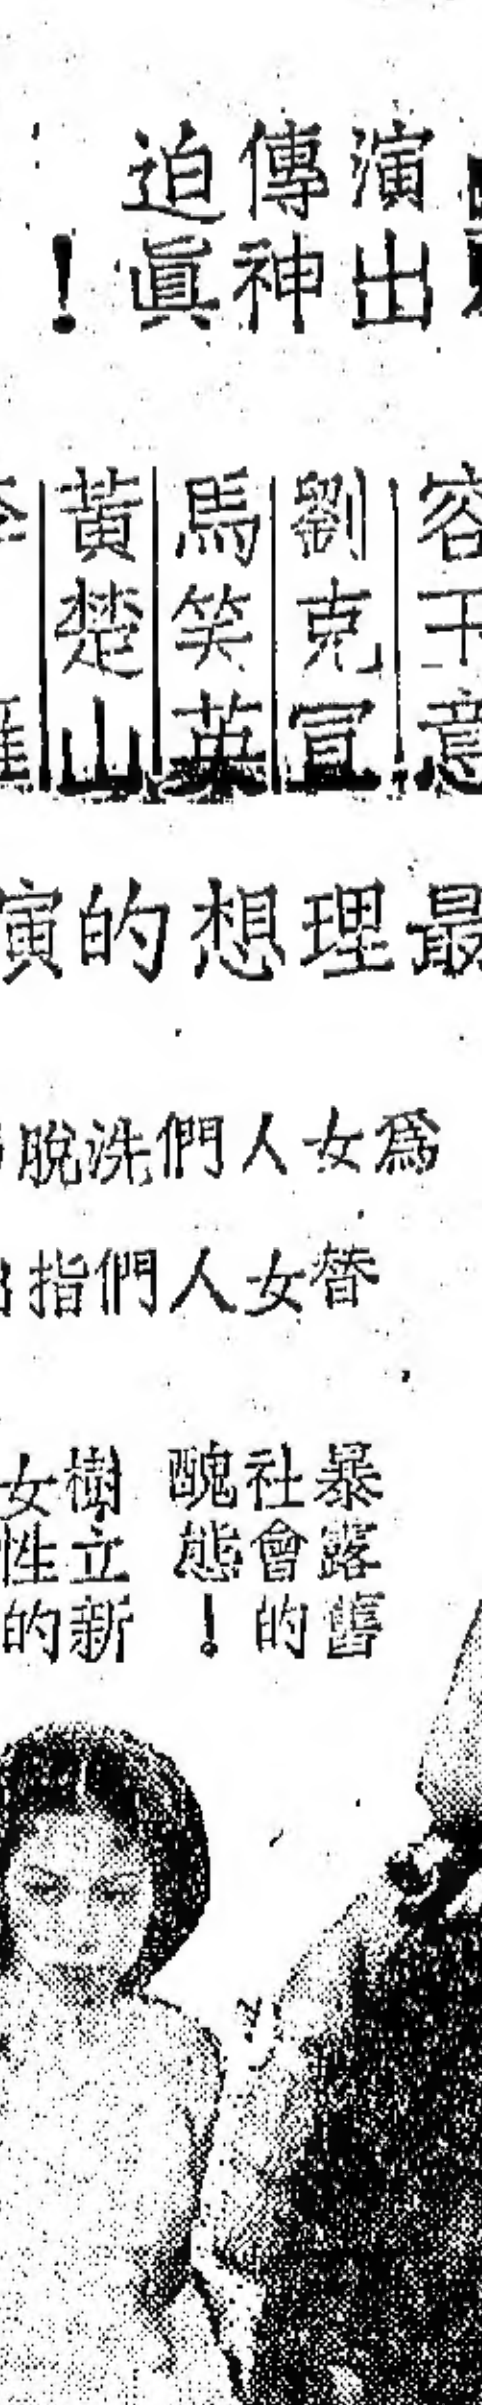 演出
傳神
迫眞
!
容玉意
劉克宣
馬笑英
黃楚山
最理想的演
爲女人們洗脫
替女人們指
暴露舊
社會的
醜態!
樹立新
女性的